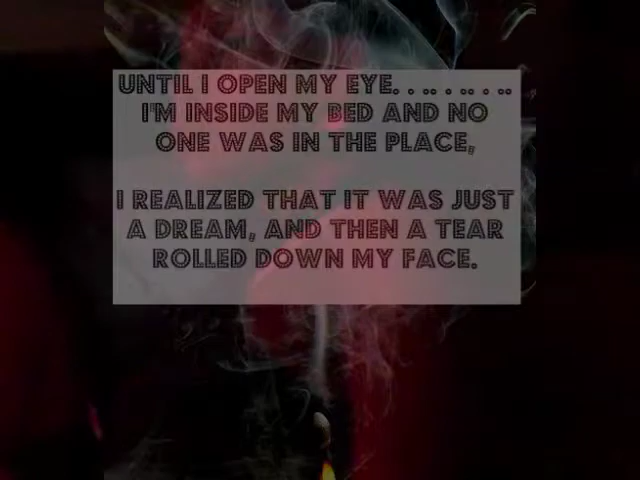 UNTIL I OPEN MY EYE. . .. . .. . ..
I'M INSIDE MY BED AND NO
ONE WAS IN THE PLACE,
I REALIZED THAT IT WAS JUST
A DREAM, AND THEN A TEAR
ROLLED DOWN MY FACE.